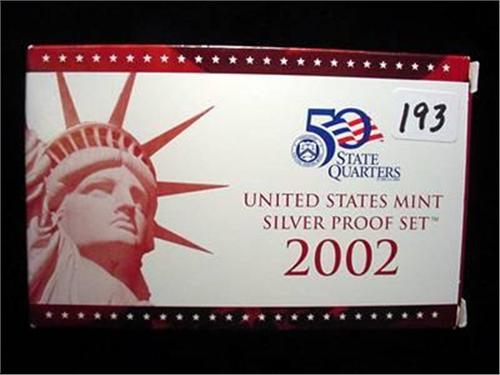 193
50
STATE
QUARTERS
UNITED STATES MINT
SILVER PROOF SET™
2002